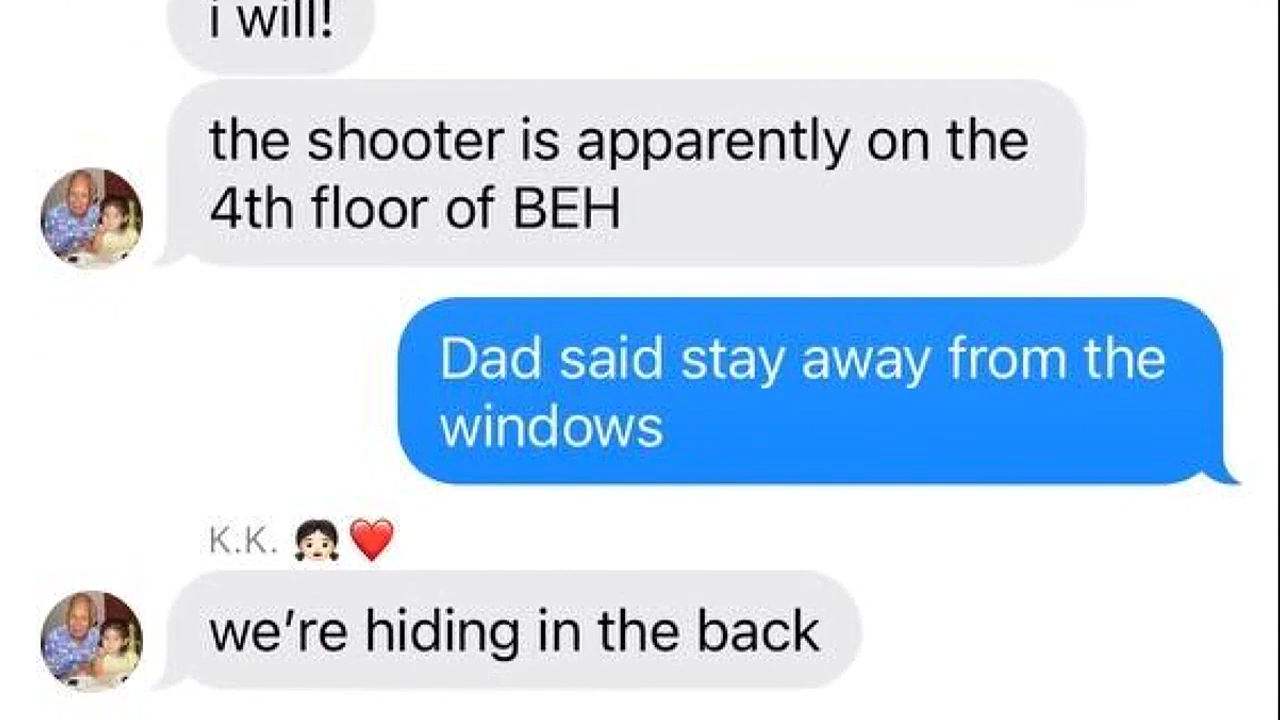 i will!
the shooter is apparently on the
4th floor of BEH
Dad said stay away from the
windows
K.K. 👧🏻❤️
we’re hiding in the back